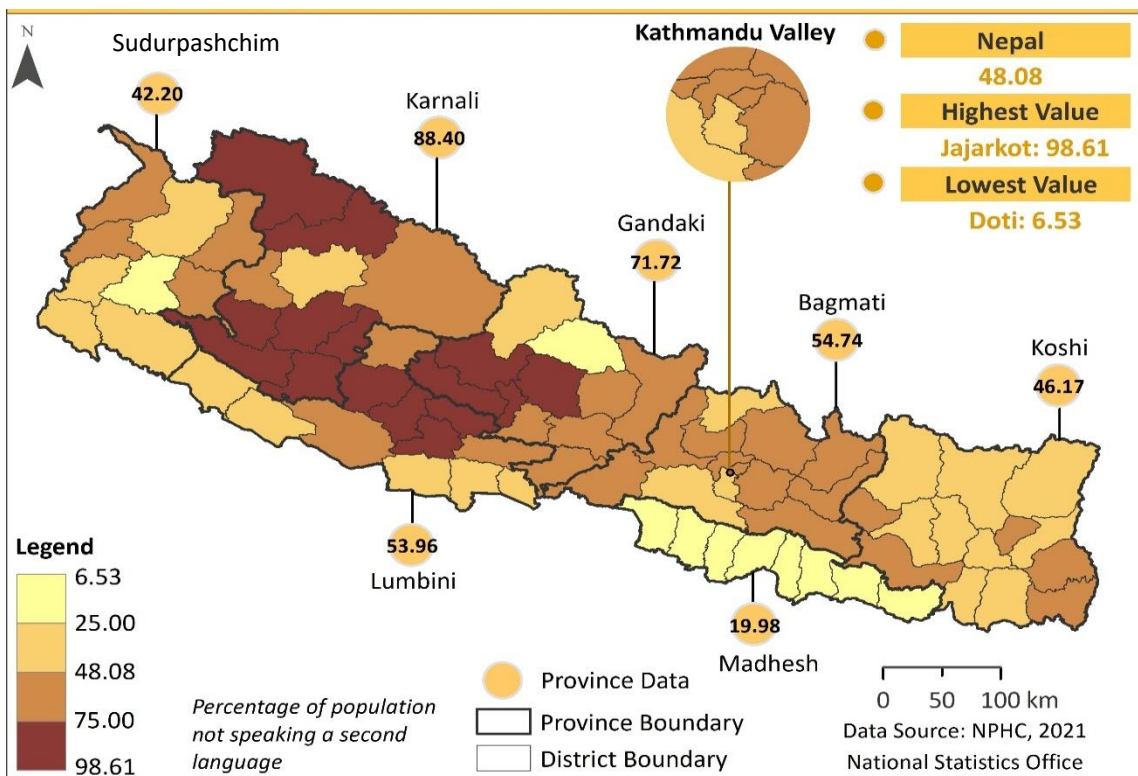 N
Sudurpashchim
42.20
Karnali
88.40
Kathmandu Valley
Nepal
48.08
Highest Value
Jajarkot: 98.61
Lowest Value
Doti: 6.53
Gandaki
71.72
Bagmati
54.74
Koshi
46.17
53.96
Lumbini
19.98
Madhesh
Legend
6.53
25.00
48.08
75.00
98.61
Percentage of population
not speaking a second
language
Province Data
Province Boundary
District Boundary
0 50 100 km
Data Source: NPHC, 2021
National Statistics Office